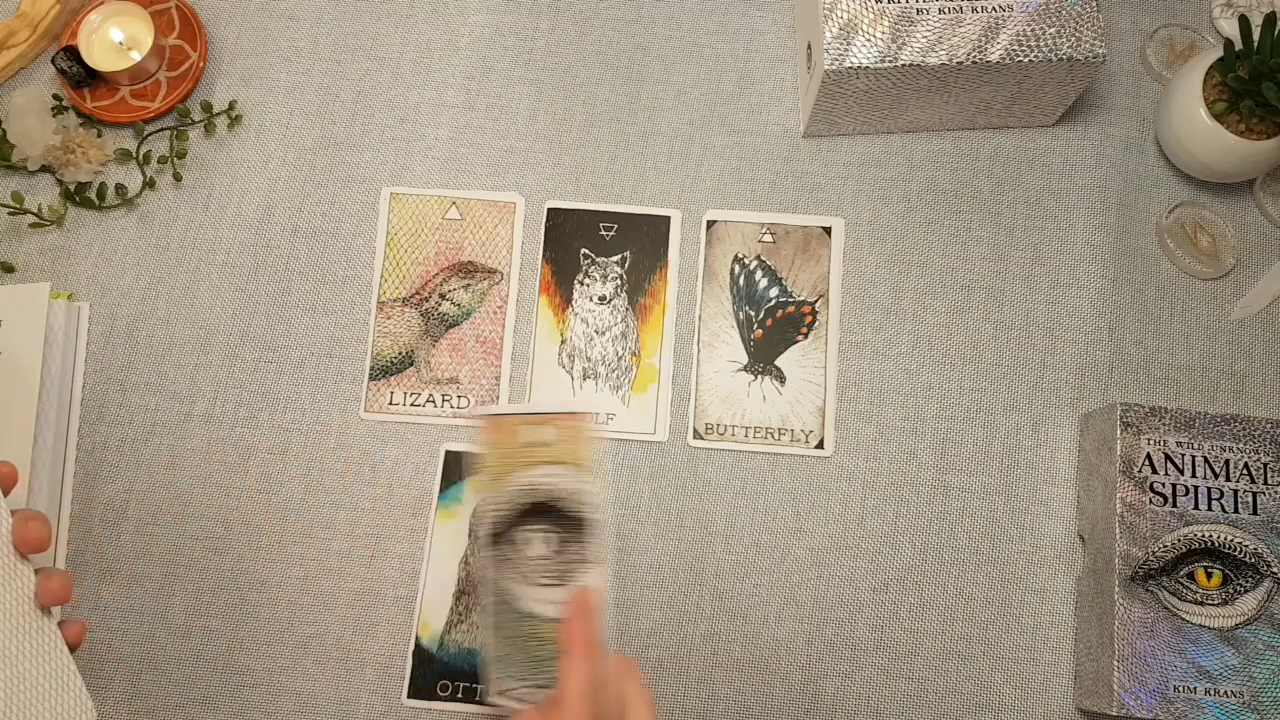 BY KIM KRANS
LIZARD
BUTTERFLY
OTT
THE WILD UNKNOWN
ANIMAL
SPIRIT
KIM KRANS